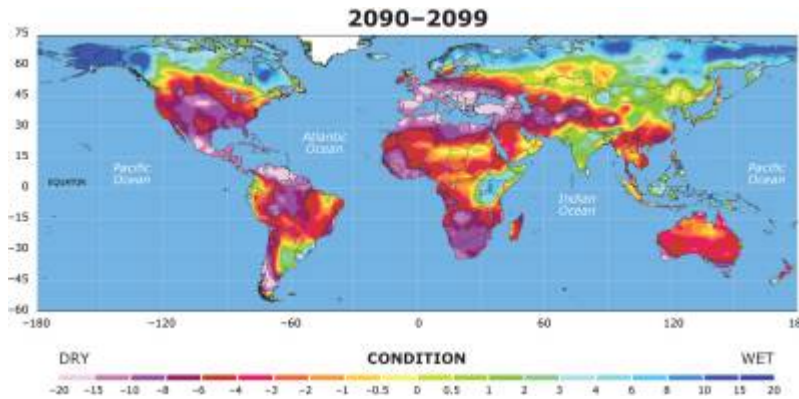 2090–2099
75
60
45
30
15
0
−15
−30
−45
−60
Atlantic
Ocean
Pacific
Ocean
EQUATOR
Indian
Ocean
Pacific
Ocean
−180
−120
−60
0
60
120
180
DRY
CONDITION
WET
−20 −15 −10 −8 −6 −4 −3 −2 −1 −0.5 0 0.5 1 2 3 4 6 8 10 15 20